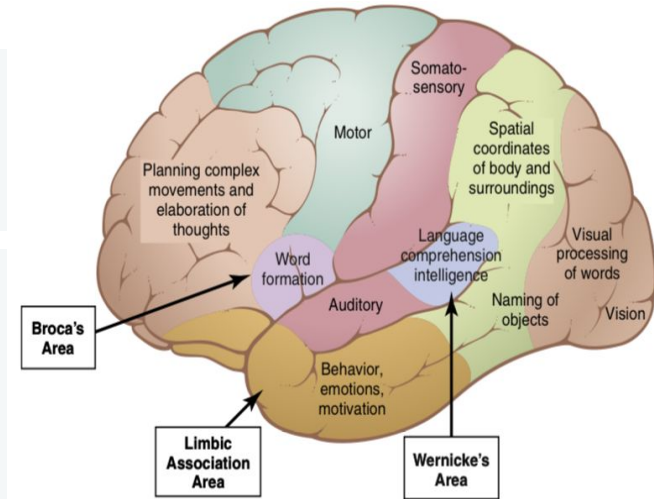 Somato-
sensory
Motor
Spatial
coordinates
of body and
surroundings
Planning complex
movements and
elaboration of
thoughts
Word
formation
Language
comprehension
intelligence
Visual
processing
of words
Auditory
Naming of
objects
Vision
Broca's
Area
Behavior,
emotions,
motivation
Limbic
Association
Area
Wernicke's
Area